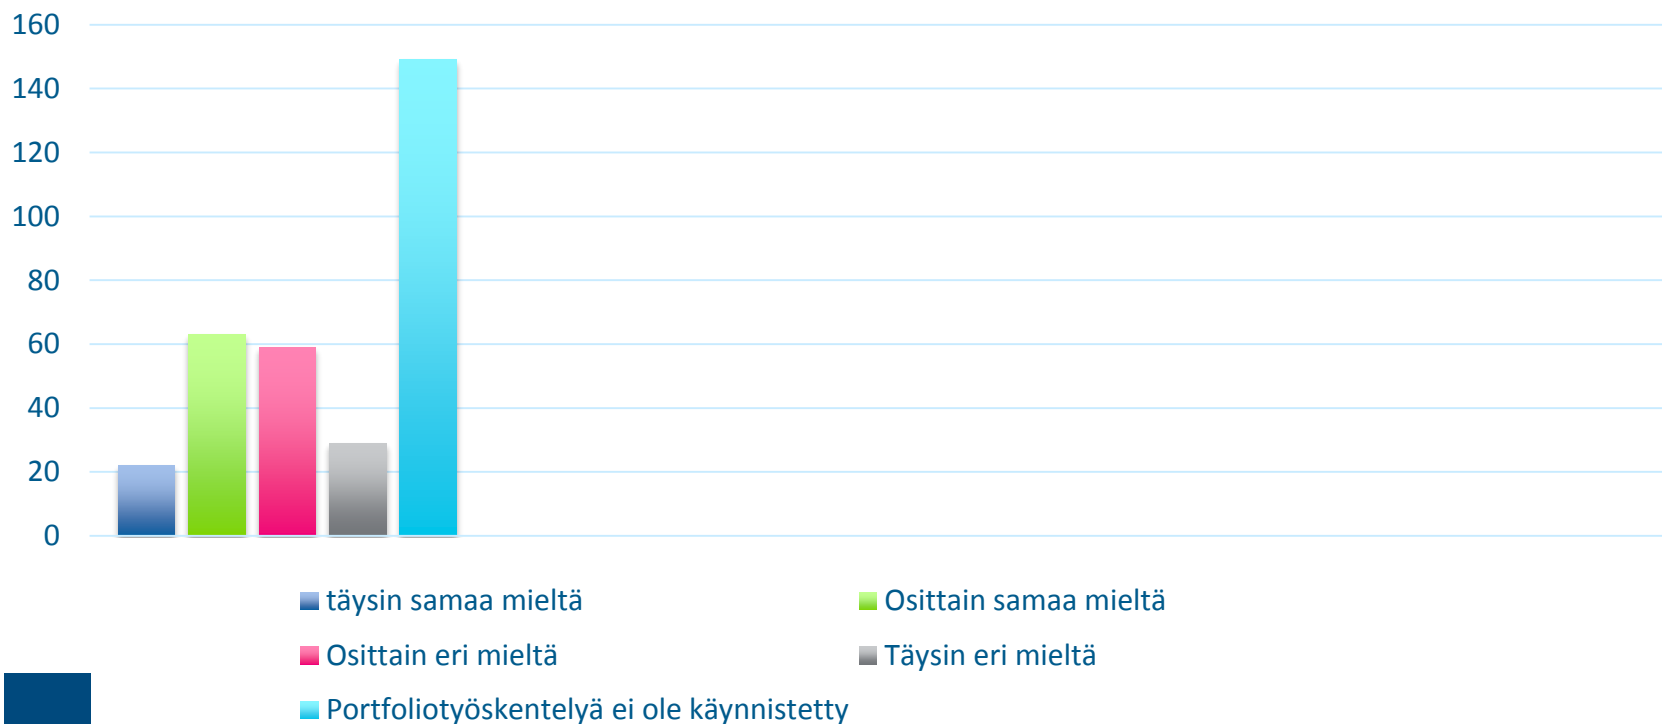 160
140
120
100
80
60
40
20
0
täysin samaa mieltä
Osittain samaa mieltä
Osittain eri mieltä
Täysin eri mieltä
Portfoliotyöskentelyä ei ole käynnistetty